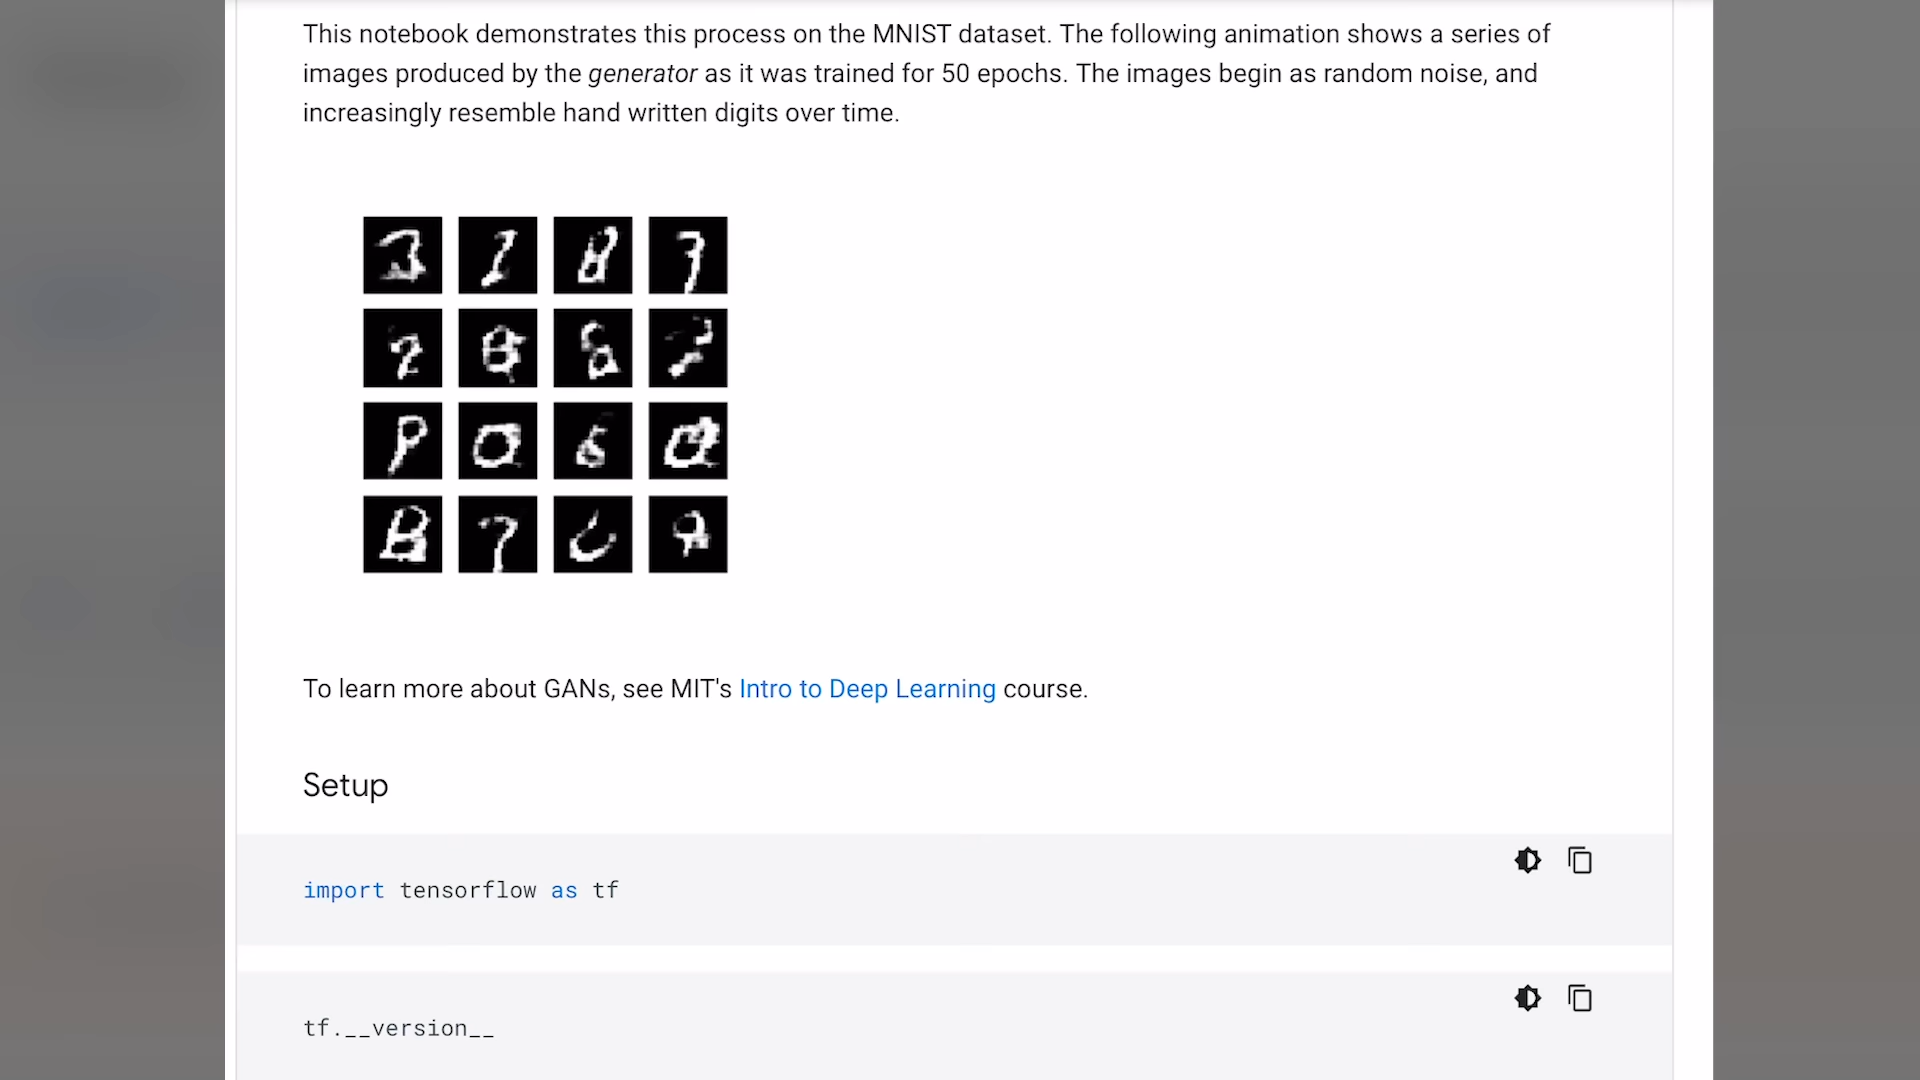 This notebook demonstrates this process on the MNIST dataset. The following animation shows a series of
images produced by the generator as it was trained for 50 epochs. The images begin as random noise, and
increasingly resemble hand written digits over time.
To learn more about GANs, see MIT's Intro to Deep Learning course.
Setup
import tensorflow as tf
tf.__version__